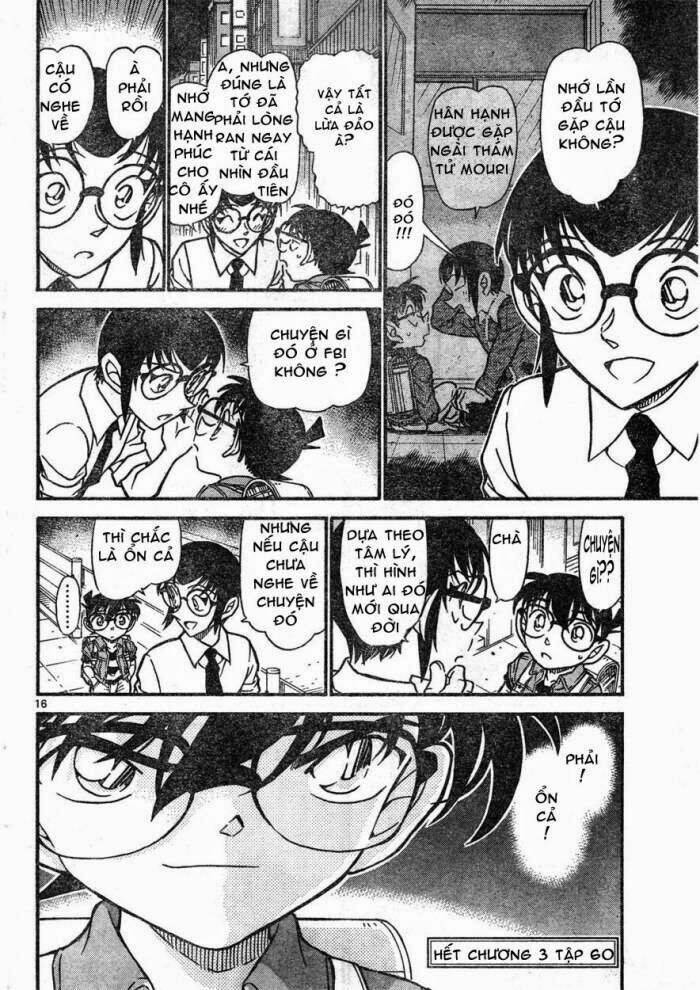 NHỚ LẦN
ĐẦU TỚ
GẶP CẬU
KHÔNG?
HÂN HẠNH
ĐƯỢC GẶP
NGÀI THÁM
TỬ MOURI
ĐÓ
ĐÓ
!!!
VẬY TẤT
CẢ LÀ
LỪA ĐẢO
À?
A, NHƯNG
ĐÚNG LÀ
TỚ ĐÃ
PHẢI LÒNG
RAN NGAY
TỪ CÁI
NHÌN ĐẦU
TIÊN
NHỚ
MANG
HẠNH
PHÚC CHO
CÔ ẤY
NHÉ
À
PHẢI
RỒI
CẬU
CÓ
NGHE
VỀ
CHUYỆN GÌ
ĐÓ Ở FBI
KHÔNG ?
CHUYỆN
GÌ??
CHÀ
DỰA THEO
TÂM LÝ,
THÌ HÌNH
NHƯ AI ĐÓ
MỚI QUA
ĐỜI
NHƯNG
NẾU CẬU
CHƯA
NGHE VỀ
CHUYỆN
ĐÓ
THÌ CHẮC
LÀ ỔN CẢ
......
16
PHẢI
!
ỔN
CẢ
!
HẾT CHƯƠNG 3 TẬP 60